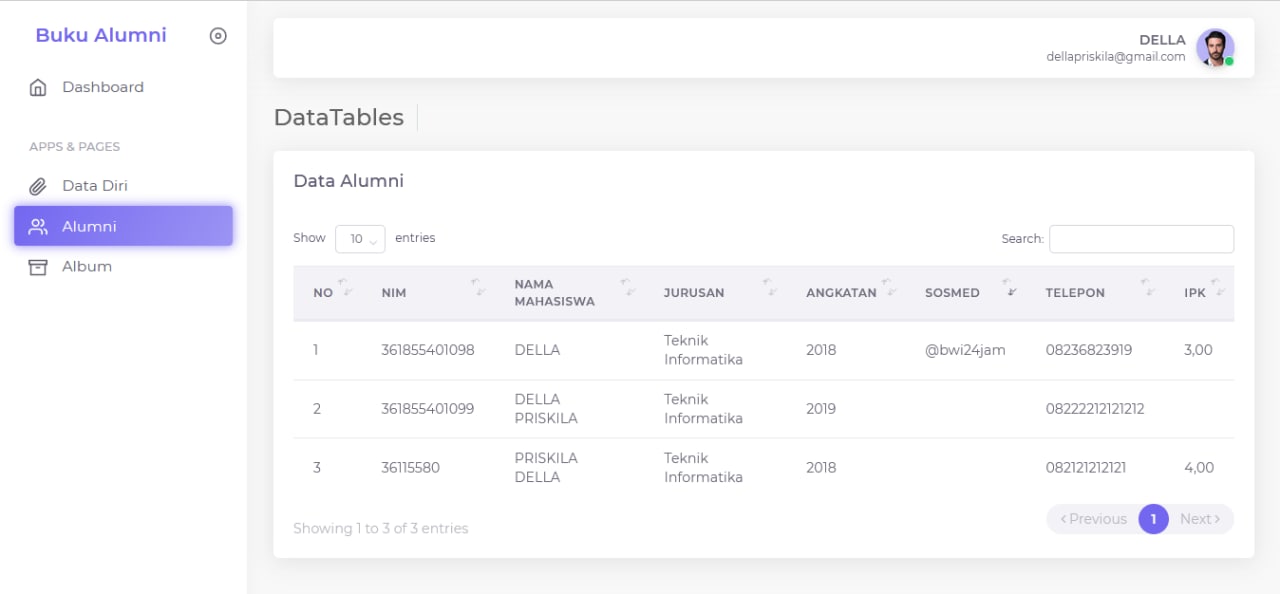 Buku Alumni
DELLA
dellapriskila@gmail.com
Dashboard
APPS & PAGES
Data Diri
Alumni
Album
DataTables
Data Alumni
Show 10 entries Search:
NO NIM NAMA MAHASISWA JURUSAN ANGKATAN SOSMED TELEPON IPK
1 361855401098 DELLA Teknik Informatika 2018 @bwi24jam 08236823919 3,00
2 361855401099 DELLA PRISKILA Teknik Informatika 2019 08222212121212
3 36115580 PRISKILA DELLA Teknik Informatika 2018 082121212121 4,00
Showing 1 to 3 of 3 entries
Previous 1 Next